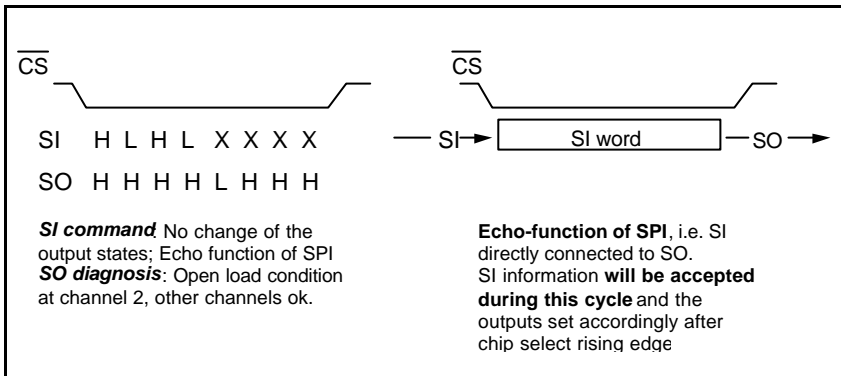 CS
SI H L H L X X X X
SO H H H H L H H H
SI command: No change of the
output states; Echo function of SPI
SO diagnosis: Open load condition
at channel 2, other channels ok.
CS
SI SI word SO
Echo-function of SPI, i.e. SI
directly connected to SO.
SI information will be accepted
during this cycle and the
outputs set accordingly after
chip select rising edge